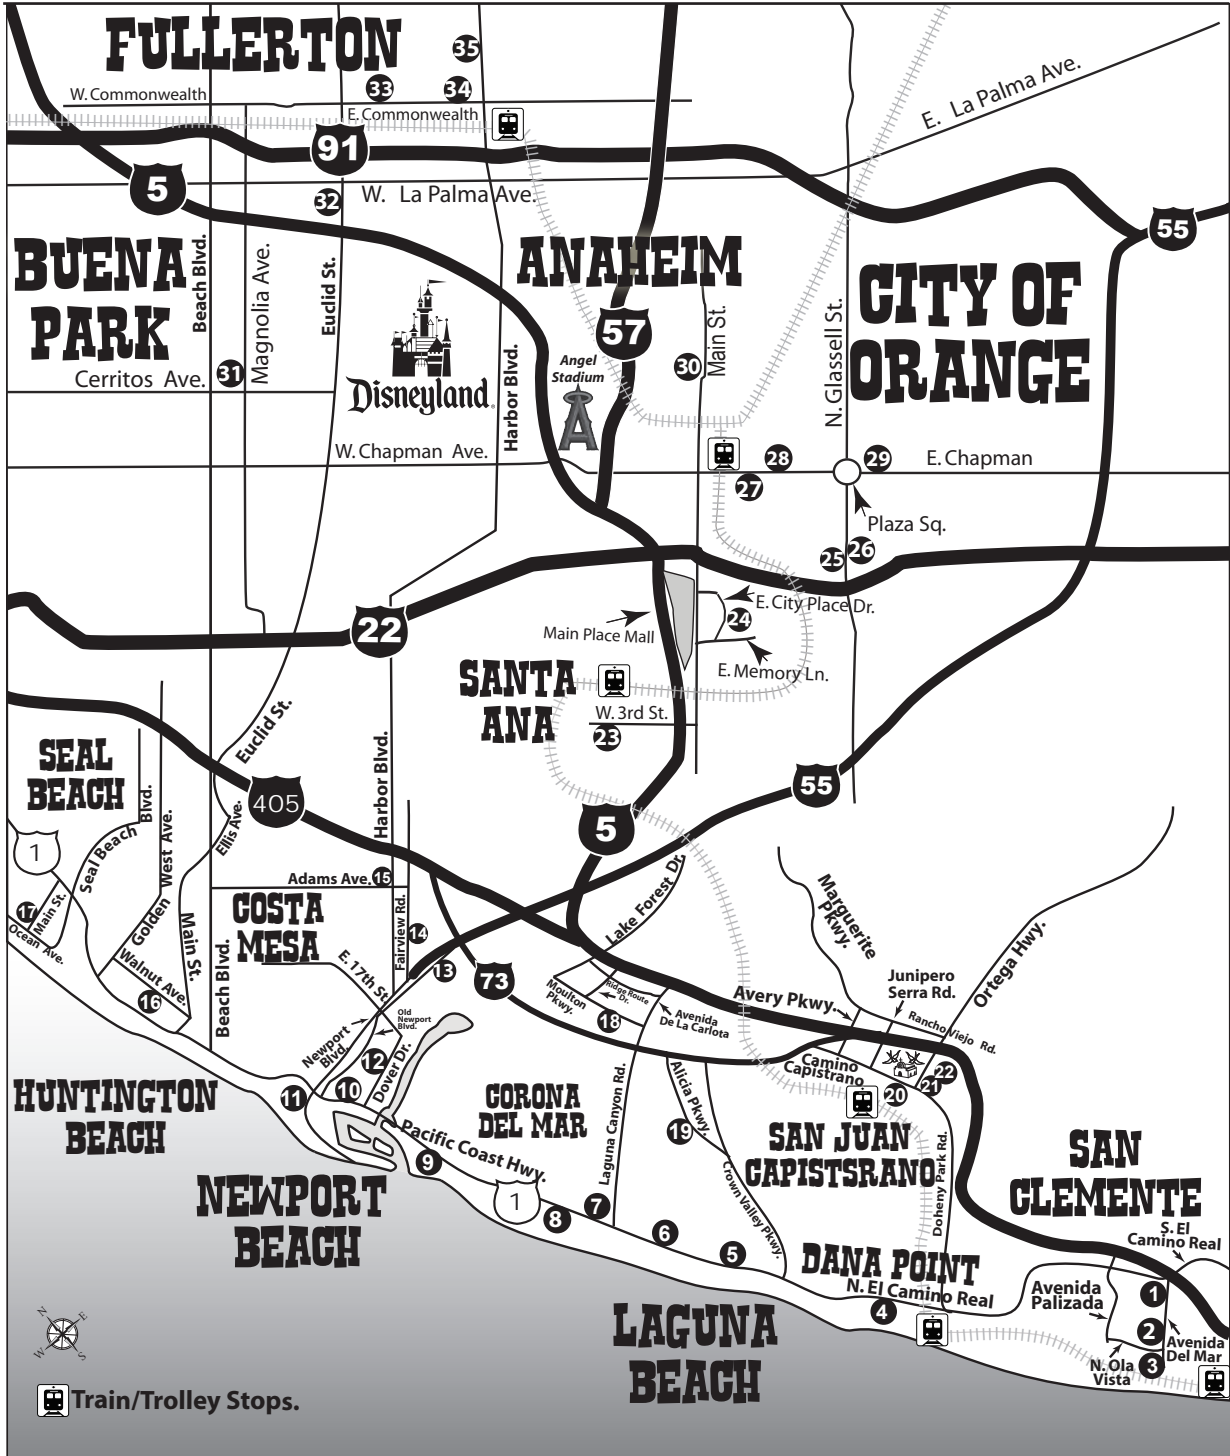 FULLERTON
35
33
34
W. Commonwealth
E. Commonwealth
91
5
32
W. La Palma Ave.
E. La Palma Ave.
55
BUENA
PARK
Beach Blvd.
Magnolia Ave.
Euclid St.
ANAHEIM
57
CITY OF
ORANGE
Cerritos Ave.
31
Disneyland
Harbor Blvd.
Angel
Stadium
A
30
Main St.
N. Glassell St.
W. Chapman Ave.
28
29
E. Chapman
27
Plaza Sq.
25
26
22
E. City Place Dr.
24
Main Place Mall
E. Memory Ln.
SANTA
ANA
W. 3rd St.
23
SEAL
BEACH
Euclid St.
405
55
5
1
Seal Beach
Blvd.
Golden
West Ave.
Ellis Ave.
Harbor Blvd.
Adams Ave.
15
17
Main St.
Ocean Ave.
COSTA
MESA
Fairview Rd.
14
13
73
Lake Forest Dr.
Marguerite
Pkwy.
Ortega Hwy.
Walnut Ave.
16
Main St.
Beach Blvd.
E. 17th St.
Newport
Blvd.
Old
Newport
Blvd.
12
Dover Dr.
10
11
Moulton
Pkwy.
Ridge Route
Dr.
18
Avenida
De La Carlota
Avery Pkwy.
Junipero
Serra Rd.
Rancho Viejo Rd.
Camino
Capistrano
22
21
20
HUNTINGTON
BEACH
CORONA
DEL MAR
Laguna Canyon Rd.
Alicia Pkwy.
19
Crown Valley Pkwy.
SAN JUAN
CAPISTSRANO
Doheny Park Rd.
SAN
CLEMENTE
S. El
Camino Real
NEWPORT
BEACH
Pacific Coast Hwy.
9
1
8
7
6
5
DANA POINT
N. El Camino Real
4
Avenida
Palizada
1
2
3
Avenida
Del Mar
N. Ola
Vista
LAGUNA
BEACH
N
E
W
S
Train/Trolley Stops.